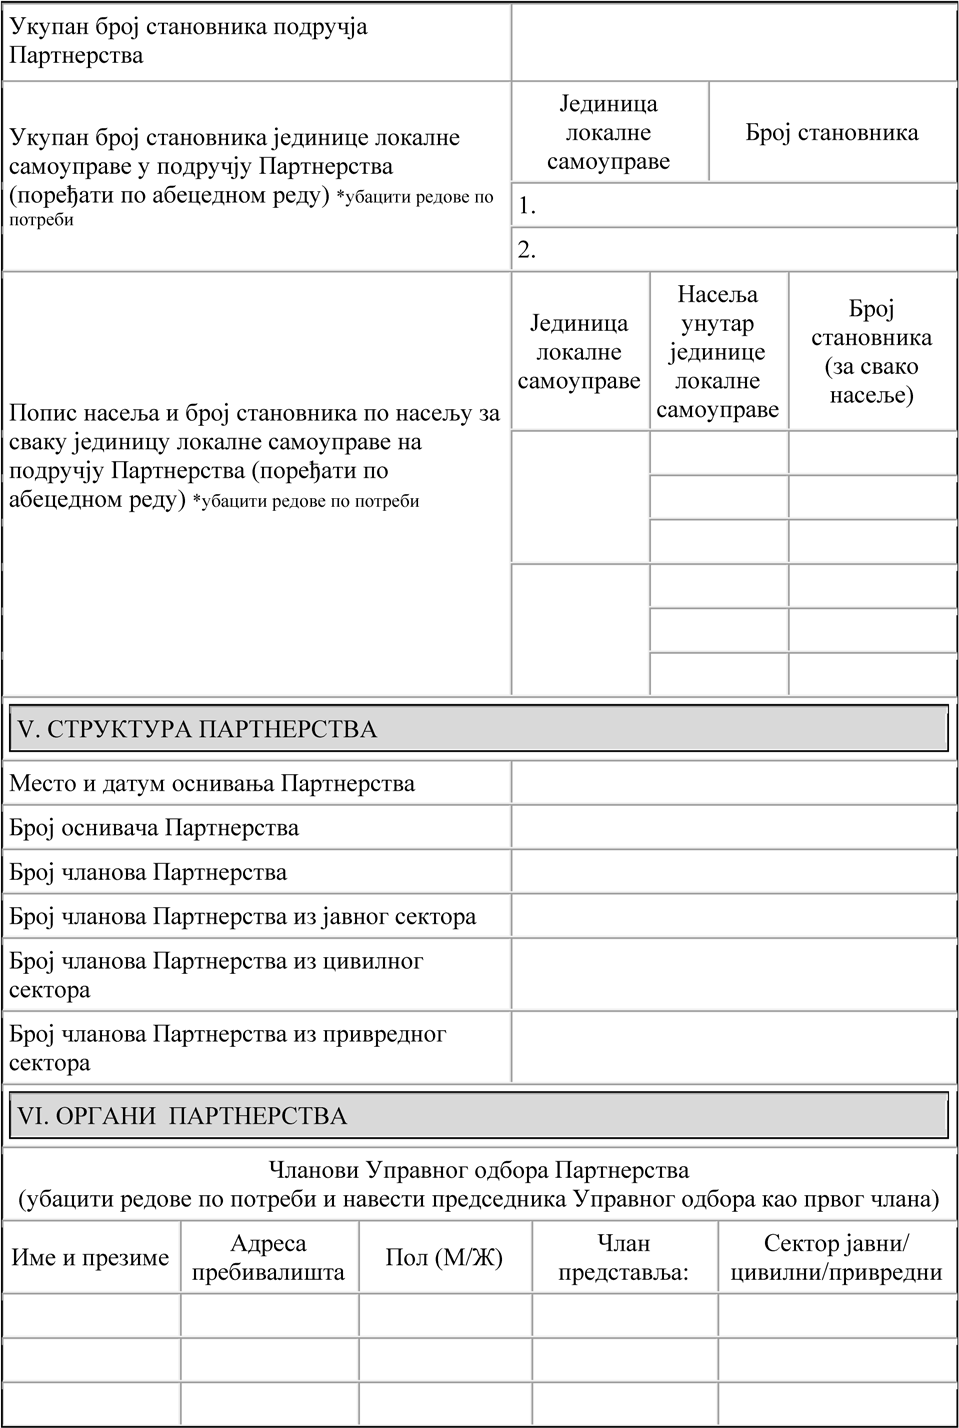 Укупан број становника подручја
Партнерства
Укупан број становника јединице локалне
самоуправе у подручју Партнерства
(поређати по абецедном реду) *убацити редове по
потреби
Јединица
локалне
самоуправе
Број становника
1.
2.
Попис насеља и број становника по насељу за
сваку јединицу локалне самоуправе на
подручју Партнерства (поређати по
абецедном реду) *убацити редове по потреби
Јединица
локалне
самоуправе
Насеља
унутар
јединице
локалне
самоуправе
Број
становника
(за свако
насеље)
V. СТРУКТУРА ПАРТНЕРСТВА
Место и датум оснивања Партнерства
Број оснивача Партнерства
Број чланова Партнерства
Број чланова Партнерства из јавног сектора
Број чланова Партнерства из цивилног
сектора
Број чланова Партнерства из привредног
сектора
VI. ОРГАНИ  ПАРТНЕРСТВА
Чланови Управног одбора Партнерства
(убацити редове по потреби и навести председника Управног одбора као првог члана)
Име и презиме
Адреса
пребивалишта
Пол (М/Ж)
Члан
представља:
Сектор јавни/
цивилни/привредни